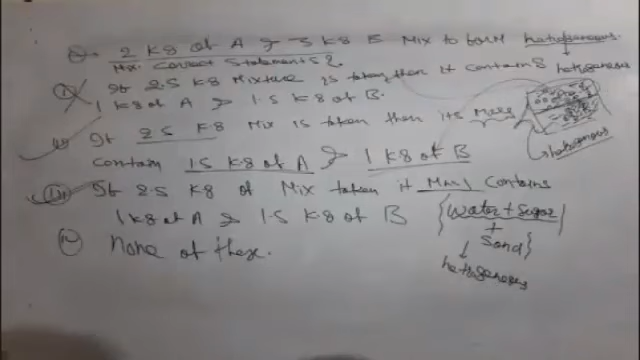 Q. 2 Kg of A & 3 Kg B Mix to form heterogeneous
Mix. Correct Statements?
(i) If 2.5 Kg Mixture is taken, then it contains
1 Kg of A & 1.5 Kg of B.
heterogeneous
(ii) If 2.5 Kg Mix is taken then its Mass
contain 1.5 Kg of A & 1 Kg of B
heterogeneous
(iii) If 2.5 Kg of Mix taken it May contains
1 Kg of A & 1.5 Kg of B
{Water + Sugar
+
Sand}
heterogeneous
(iv) None of these.